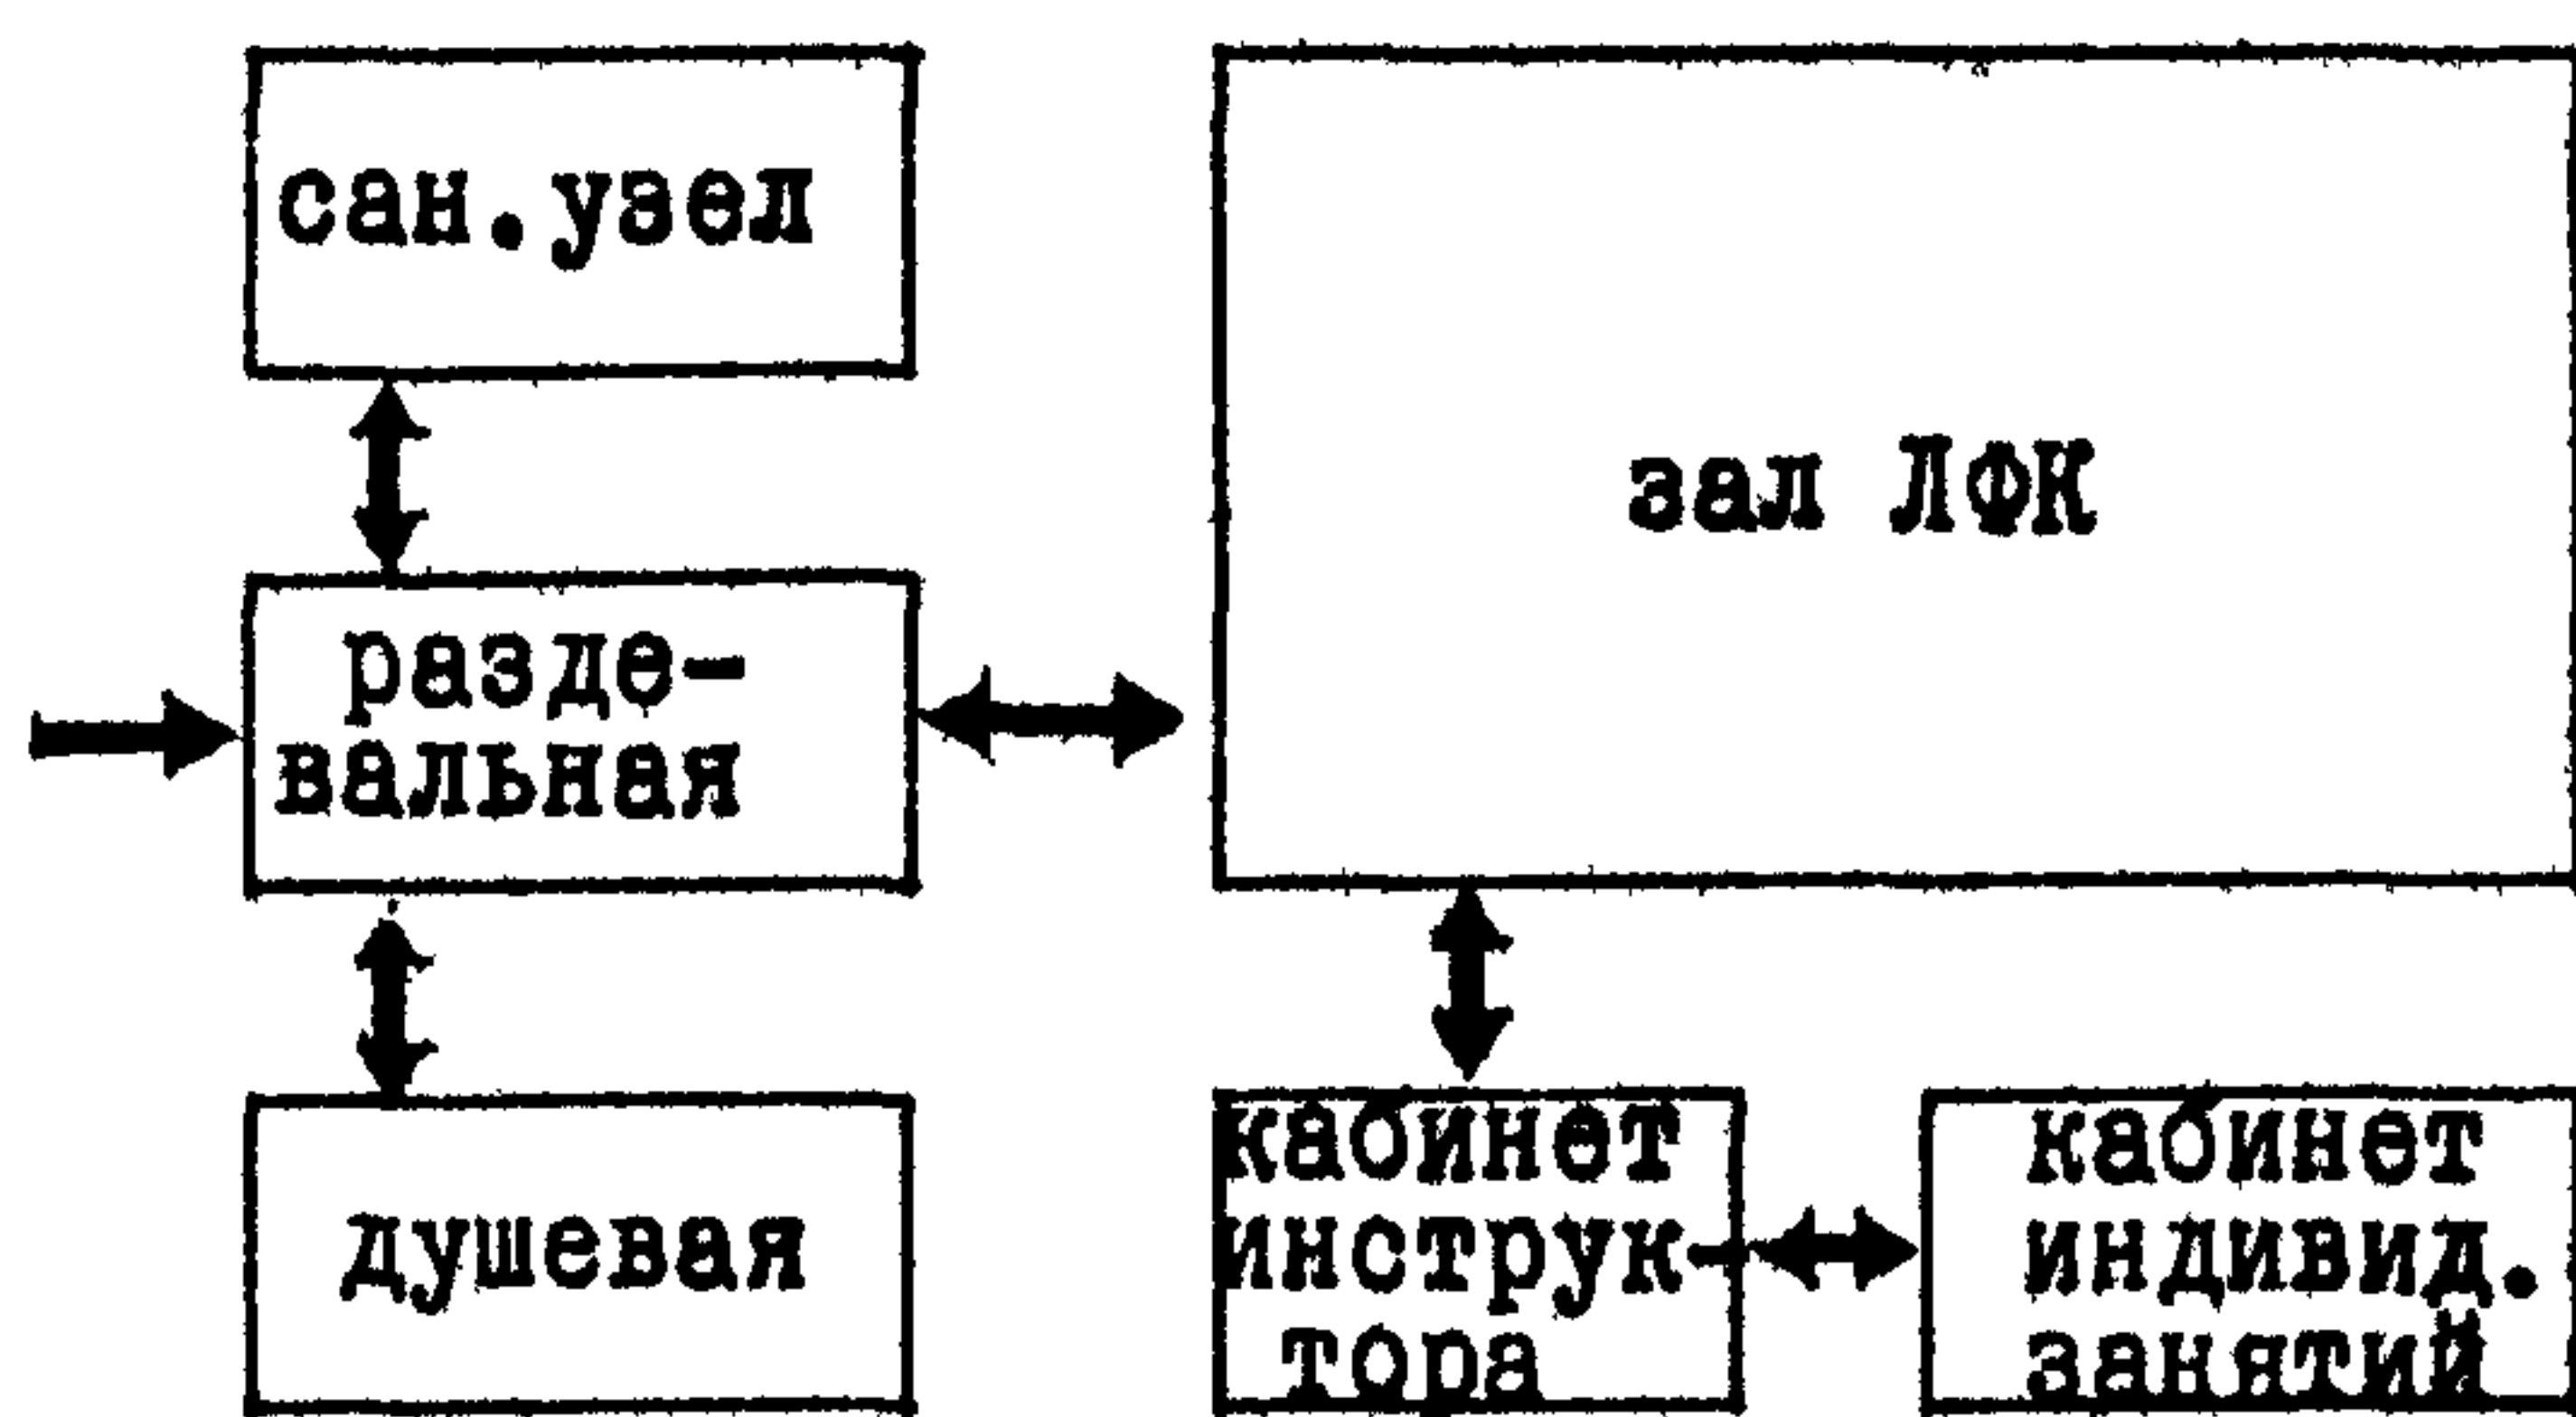 сан.узел
зал ЛФК
разде-
вальная
душевая
кабинет
инструк-
тора
кабинет
индивид.
занятий